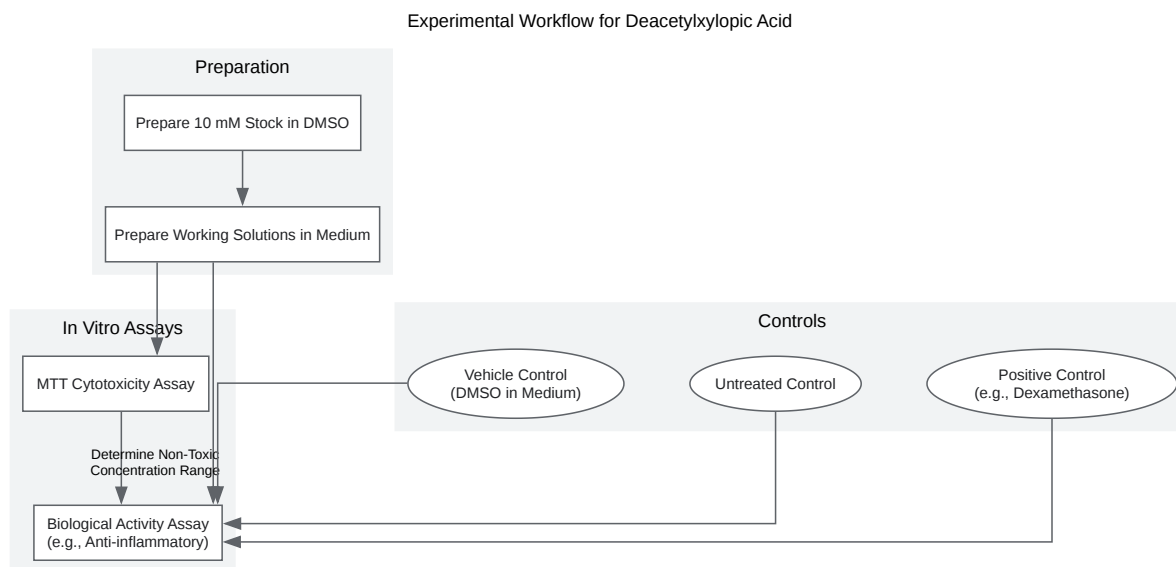 Experimental Workflow for Deacetylxylopic Acid
Preparation
Prepare 10 mM Stock in DMSO
Prepare Working Solutions in Medium
In Vitro Assays
MTT Cytotoxicity Assay
Determine Non-Toxic
Concentration Range
Biological Activity Assay
(e.g., Anti-inflammatory)
Controls
Vehicle Control
(DMSO in Medium)
Untreated Control
Positive Control
(e.g., Dexamethasone)